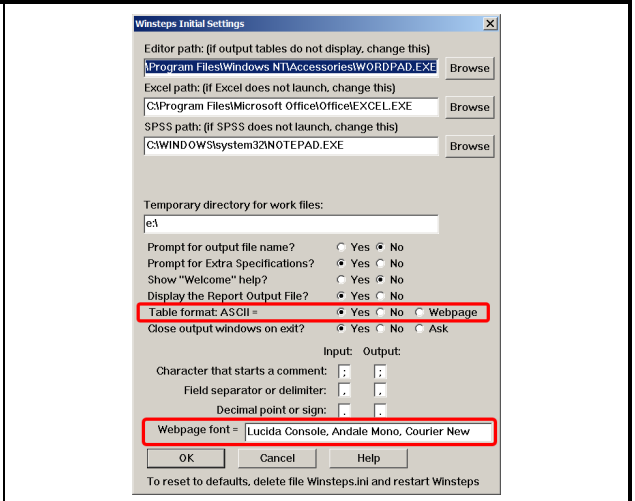 Winsteps Initial Settings
Editor path: (if output tables do not display, change this)
\Program Files\Windows NT\Accessories\WORDPAD.EXE Browse
Excel path: (if Excel does not launch, change this)
C:\Program Files\Microsoft Office\Office\EXCEL.EXE Browse
SPSS path: (if SPSS does not launch, change this)
C:\WINDOWS\system32\NOTEPAD.EXE Browse
Temporary directory for work files:
e:\
Prompt for output file name? Yes No
Prompt for Extra Specifications? Yes No
Show "Welcome" help? Yes No
Display the Report Output File? Yes No
Table format: ASCII = Yes No Webpage
Close output windows on exit? Yes No Ask
Input: Output:
Character that starts a comment: ; ;
Field separator or delimiter: , ,
Decimal point or sign: . .
Webpage font = Lucida Console, Andale Mono, Courier New
OK Cancel Help
To reset to defaults, delete file Winsteps.ini and restart Winsteps